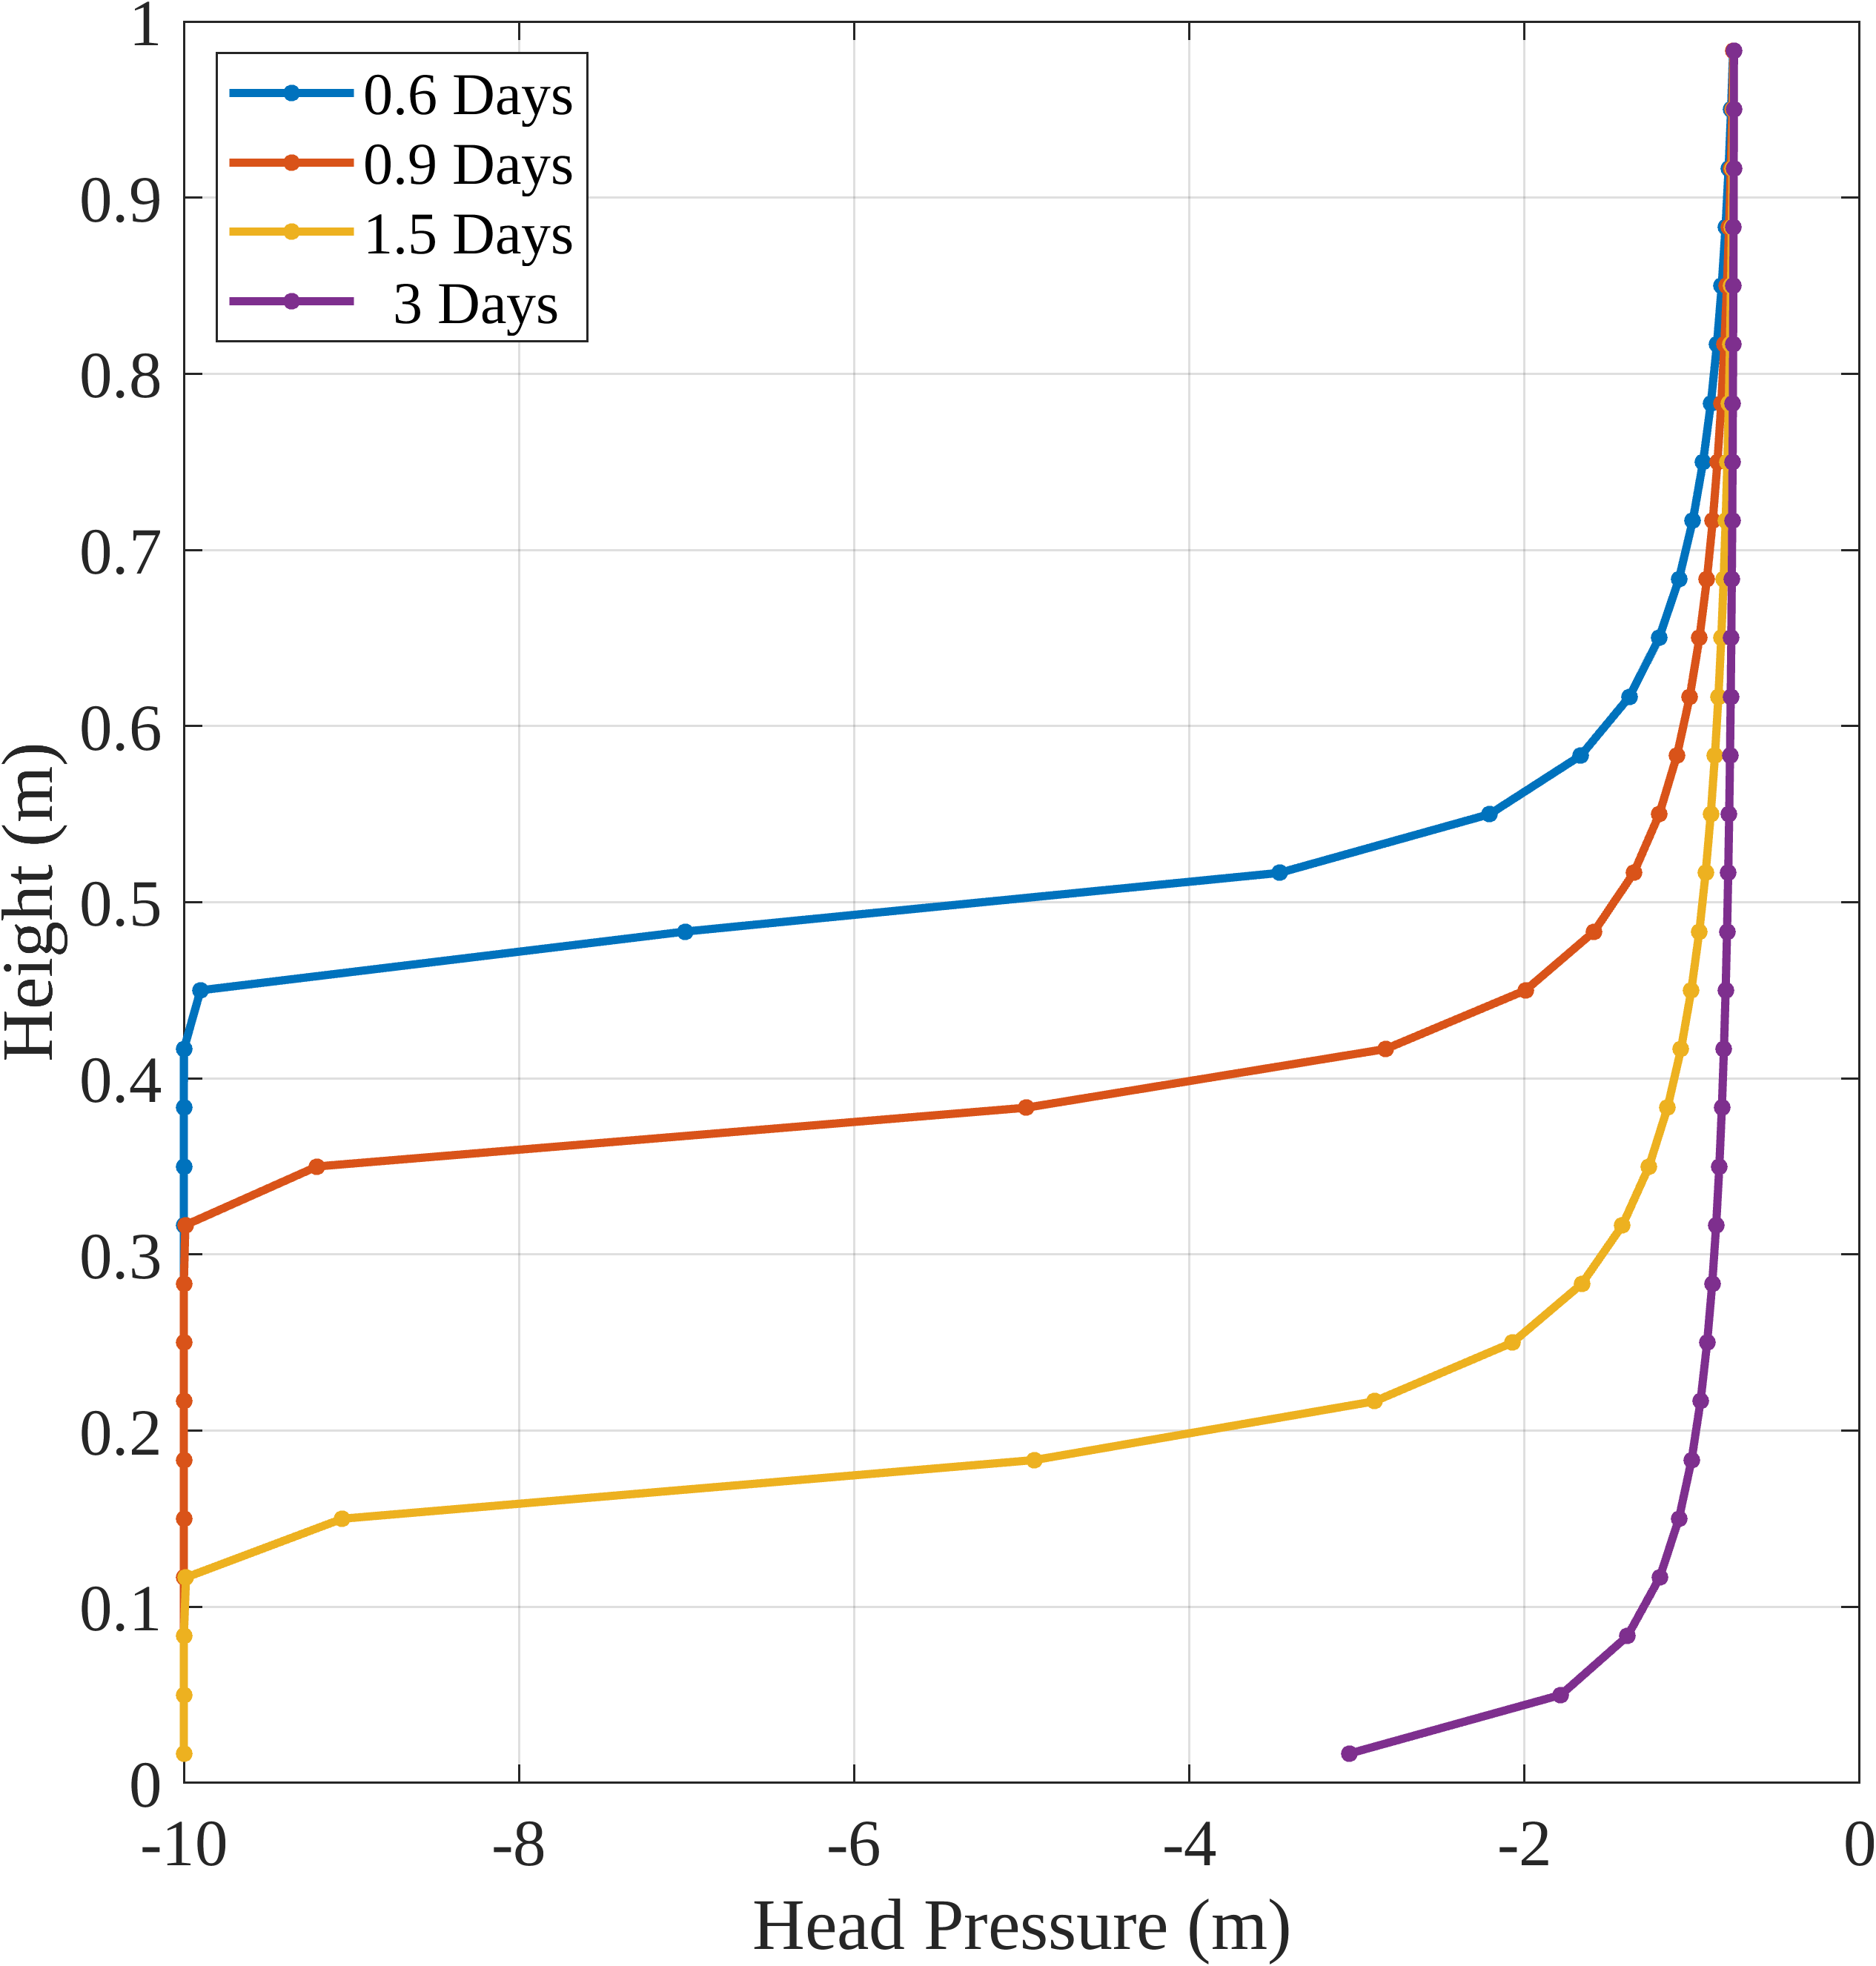 0.6 Days
0.9 Days
1.5 Days
3 Days
1
0.9
0.8
0.7
0.6
0.5
0.4
0.3
0.2
0.1
0
Height (m)
-10 -8 -6 -4 -2 0
Head Pressure (m)